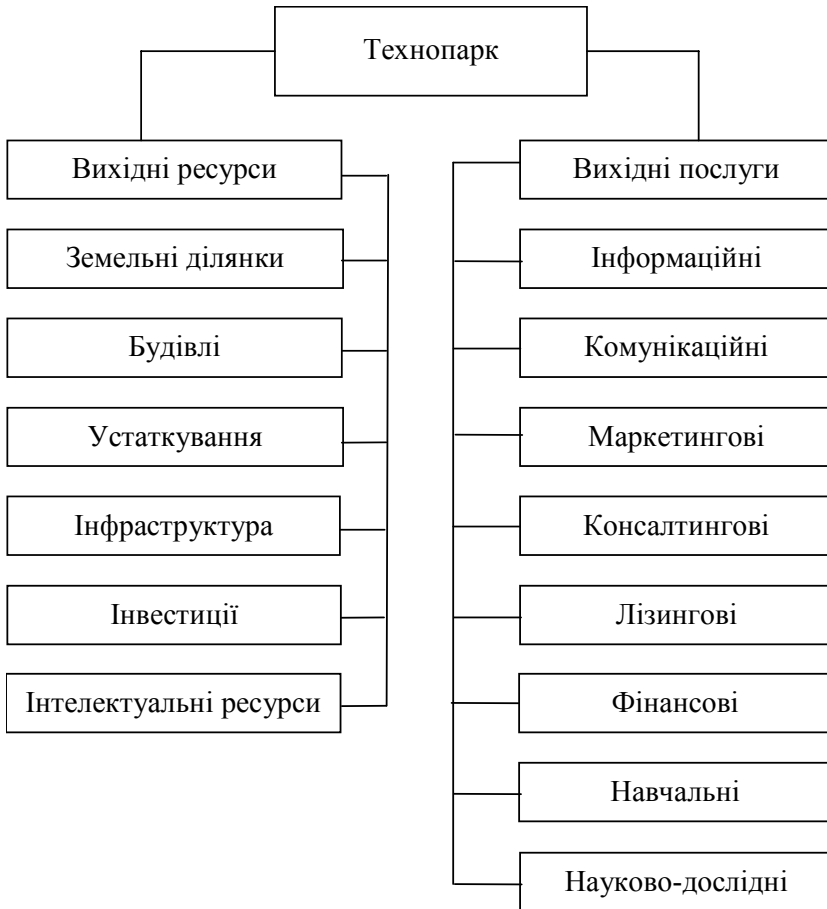 Технопарк
Вихідні ресурси
Земельні ділянки
Будівлі
Устаткування
Інфраструктура
Інвестиції
Інтелектуальні ресурси
Вихідні послуги
Інформаційні
Комунікаційні
Маркетингові
Консалтингові
Лізингові
Фінансові
Навчальні
Науково-дослідні